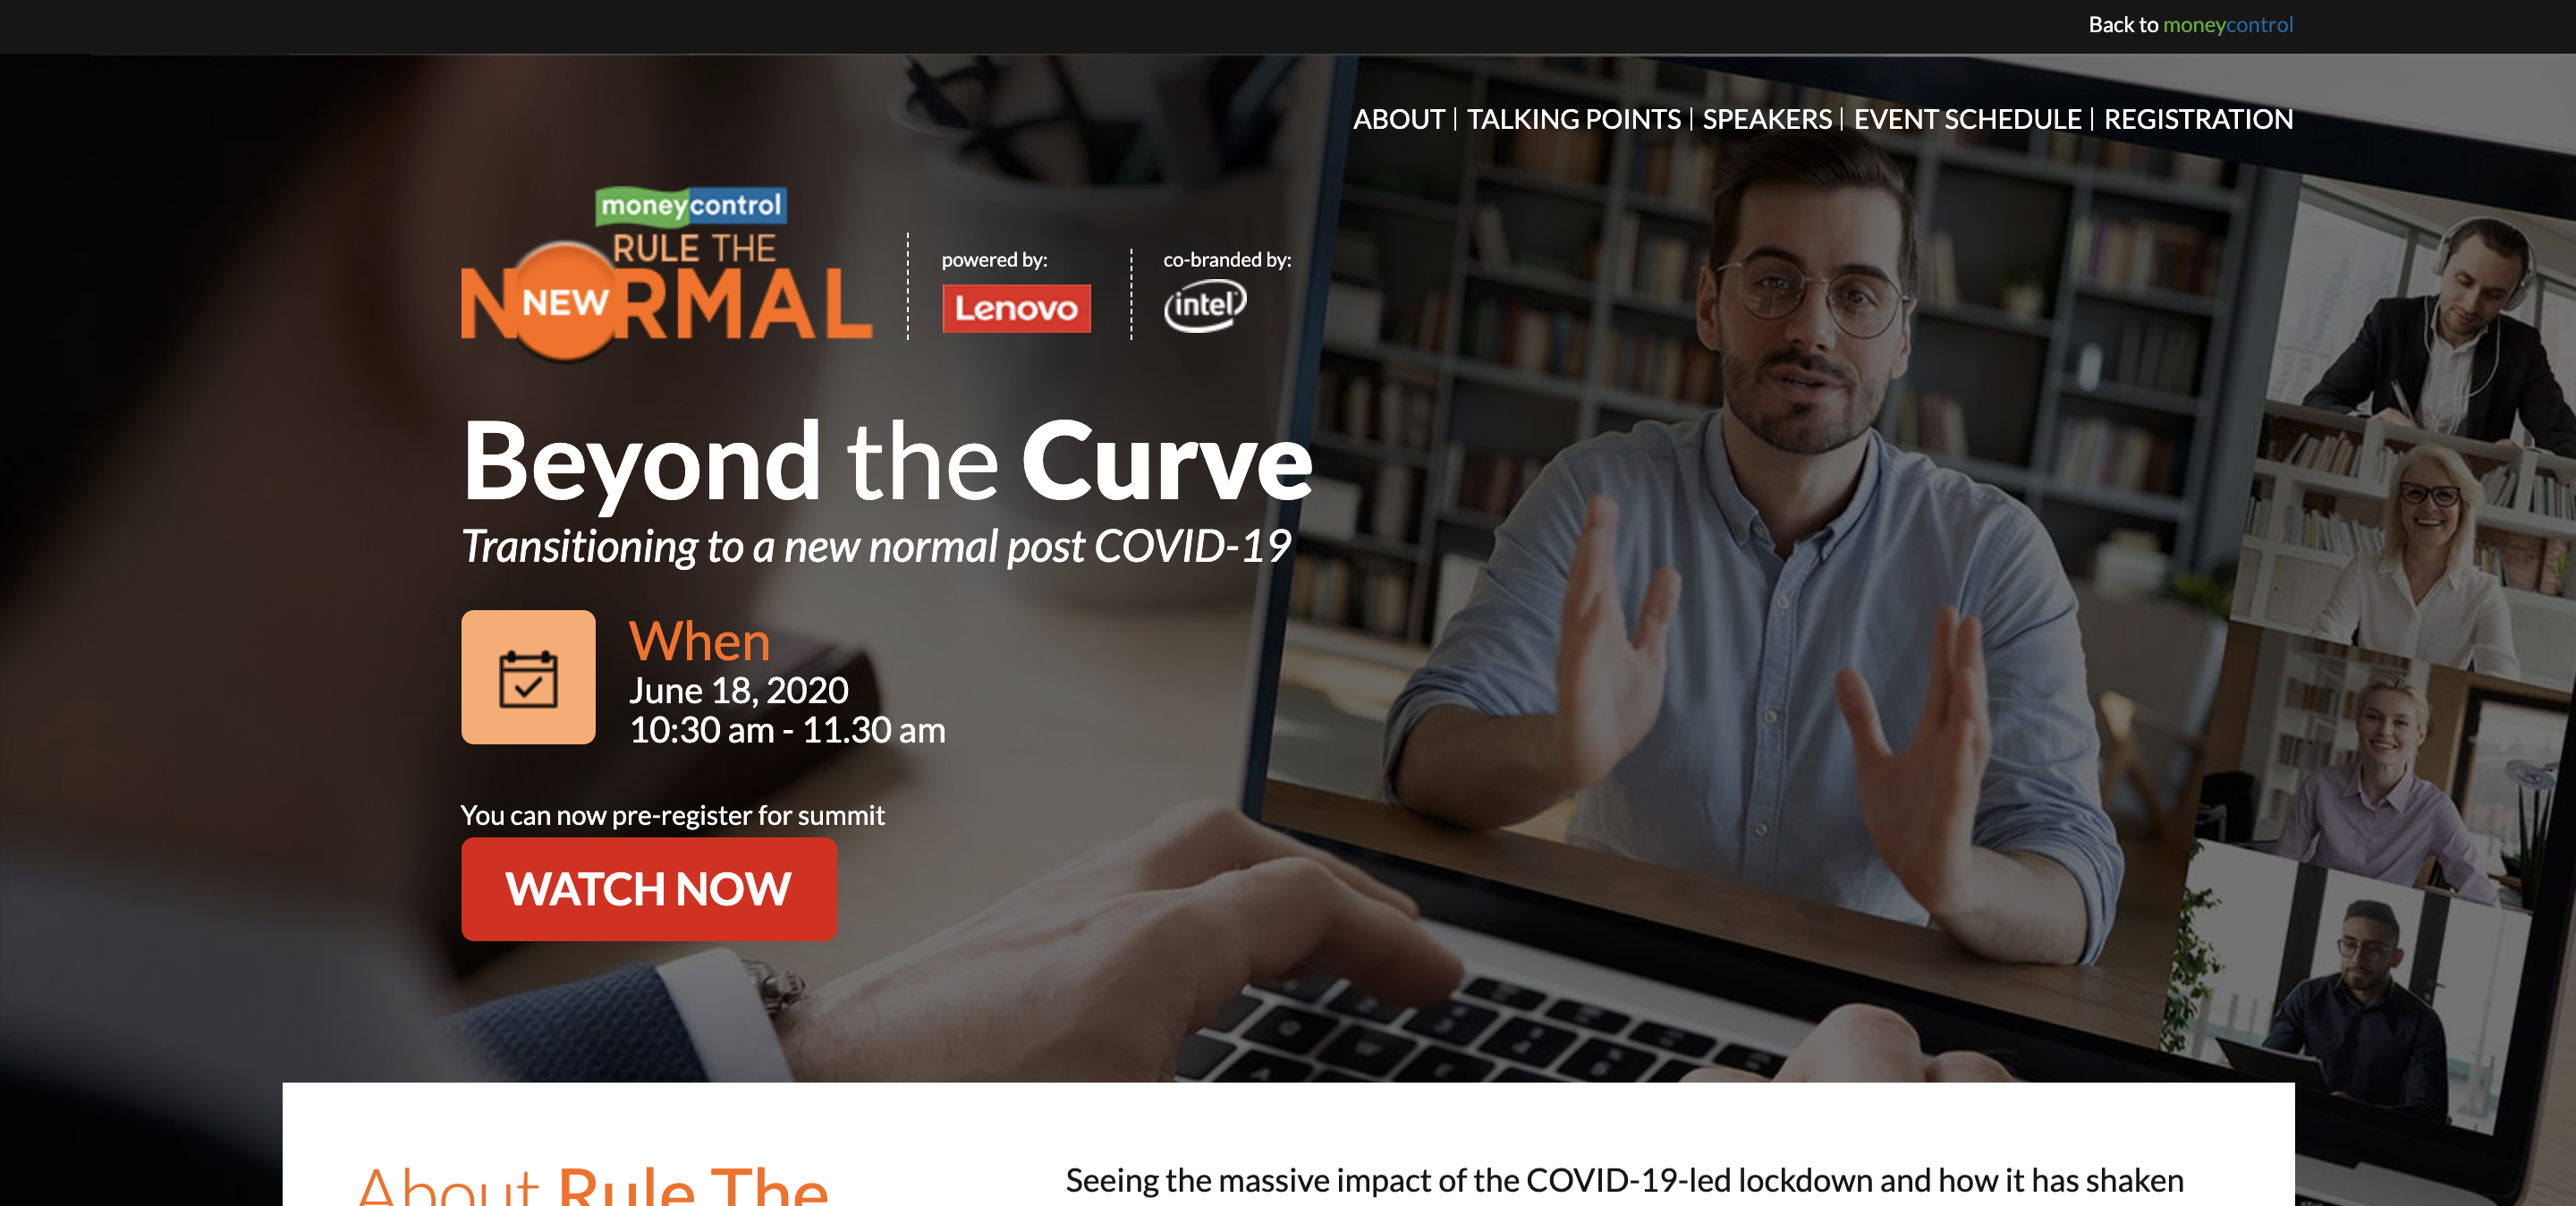 Back to moneycontrol
ABOUT | TALKING POINTS | SPEAKERS | EVENT SCHEDULE | REGISTRATION
moneycontrol
RULE THE
NEW
NORMAL
powered by:
Lenovo
co-branded by:
intel
Beyond the Curve
Transitioning to a new normal post COVID-19
When
June 18, 2020
10:30 am - 11.30 am
You can now pre-register for summit
WATCH NOW
About Rule The
Seeing the massive impact of the COVID-19-led lockdown and how it has shaken